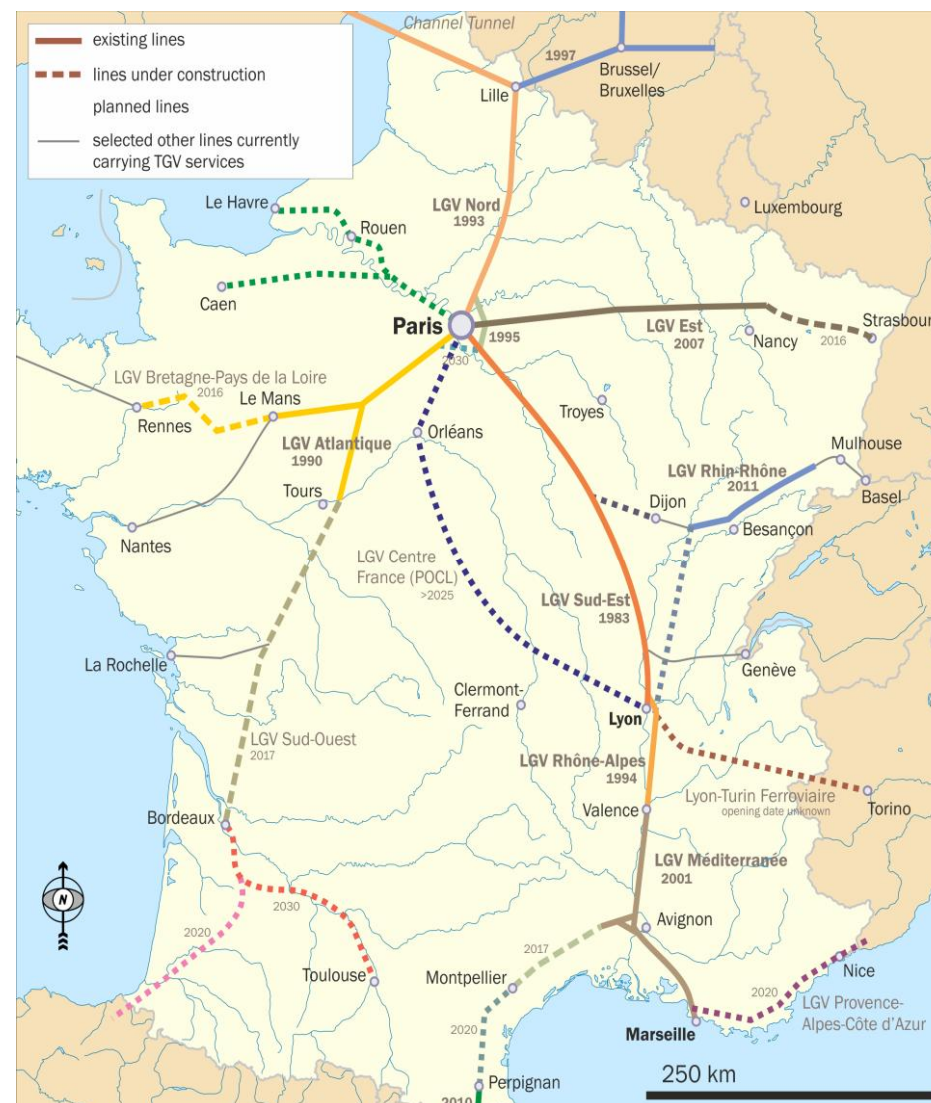 existing lines
lines under construction
planned lines
selected other lines currently
carrying TGV services
Channel Tunnel
1997
Brussel/
Bruxelles
Lille
Le Havre
LGV Nord
1993
Luxembourg
Rouen
Caen
Paris
1995
LGV Est
2007
Nancy
2016
Strasbour
2030
LGV Bretagne-Pays de la Loire
2016
Le Mans
Rennes
Troyes
LGV Atlantique
1990
Orléans
Mulhouse
LGV Rhin-Rhône
2011
Basel
Tours
Dijon
Besançon
Nantes
LGV Centre
France (POCL)
>2025
LGV Sud-Est
1983
La Rochelle
Genève
Clermont-
Ferrand
Lyon
LGV Sud-Ouest
2017
LGV Rhône-Alpes
1994
Lyon-Turin Ferroviaire
opening date unknown
Torino
Valence
Bordeaux
LGV Méditerranée
2001
N
2030
Avignon
2020
2017
Toulouse
Montpellier
Nice
2020
LGV Provence-
Alpes-Côte d'Azur
2020
Marseille
Perpignan
2010
250 km